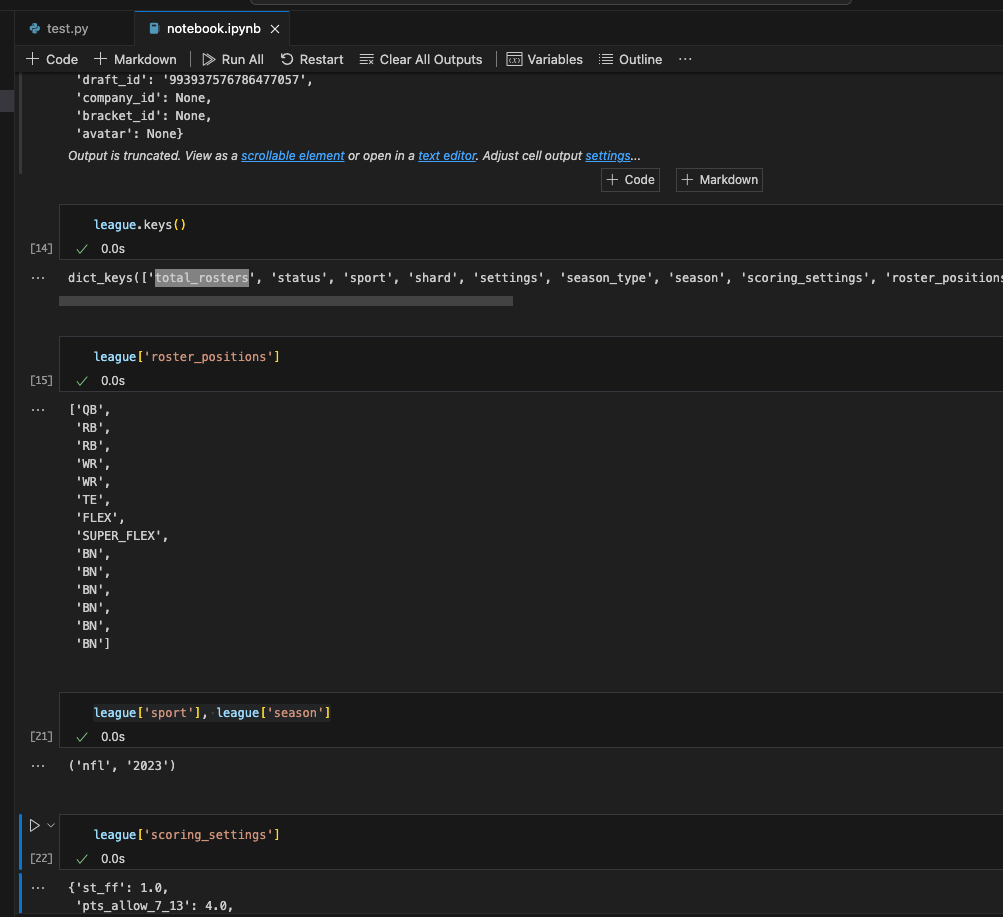 test.py
notebook.ipynb
Code
Markdown
Run All
Restart
Clear All Outputs
Variables
Outline
...
'draft_id': '993937576786477057',
'company_id': None,
'bracket_id': None,
'avatar': None}
Output is truncated. View as a scrollable element or open in a text editor. Adjust cell output settings...
+ Code
+ Markdown
league.keys()
[14]
0.0s
...
dict_keys(['total_rosters', 'status', 'sport', 'shard', 'settings', 'season_type', 'season', 'scoring_settings', 'roster_positions
league['roster_positions']
[15]
0.0s
...
['QB',
'RB',
'RB',
'WR',
'WR',
'TE',
'FLEX',
'SUPER_FLEX',
'BN',
'BN',
'BN',
'BN',
'BN',
'BN']
league['sport'], league['season']
[21]
0.0s
...
('nfl', '2023')
league['scoring_settings']
[22]
0.0s
...
{'st_ff': 1.0,
'pts_allow_7_13': 4.0,